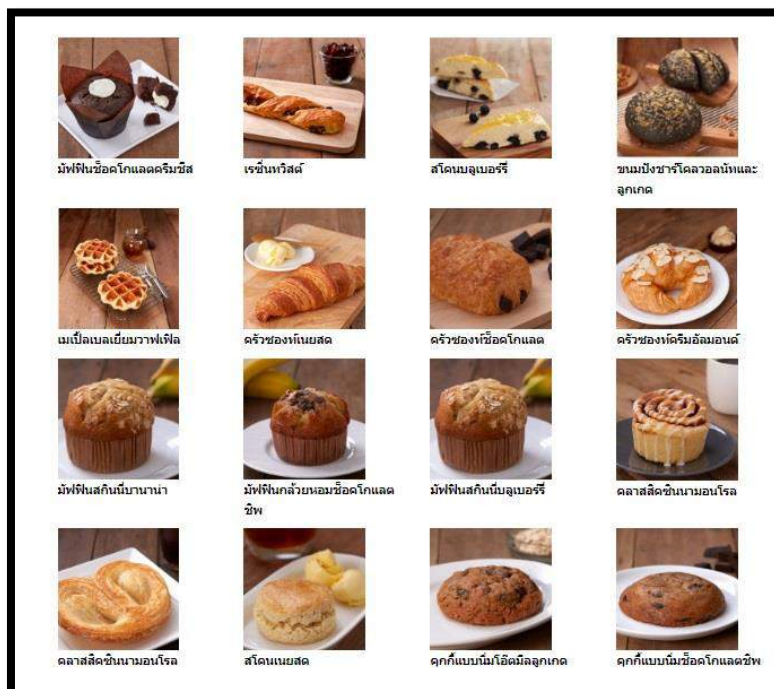 มัฟฟินช็อคโกแลตครีมชีส
เรซิ่นทวิสต์
สโคนบลูเบอร์รี่
ขนมปังชาร์โคลวอลนัทและ
ลูกเกด
เมเปิ้ลเบลเยี่ยมวาฟเฟิล
ครัวซองท์เนยสด
ครัวซองท์ช็อคโกแลต
ครัวซองท์ครีมอัลมอนด์
มัฟฟินสกินนี่บานาน่า
มัฟฟินกล้วยหอมช็อคโกแลต
ชิพ
มัฟฟินสกินนี่บลูเบอร์รี่
คลาสสิคซินนามอนโรล
คลาสสิคซินนามอนโรล
สโคนเนยสด
คุกกี้แบบนิ่มโอ๊ตมีลลูกเกด
คุกกี้แบบนิ่มช็อคโกแลตชิพ